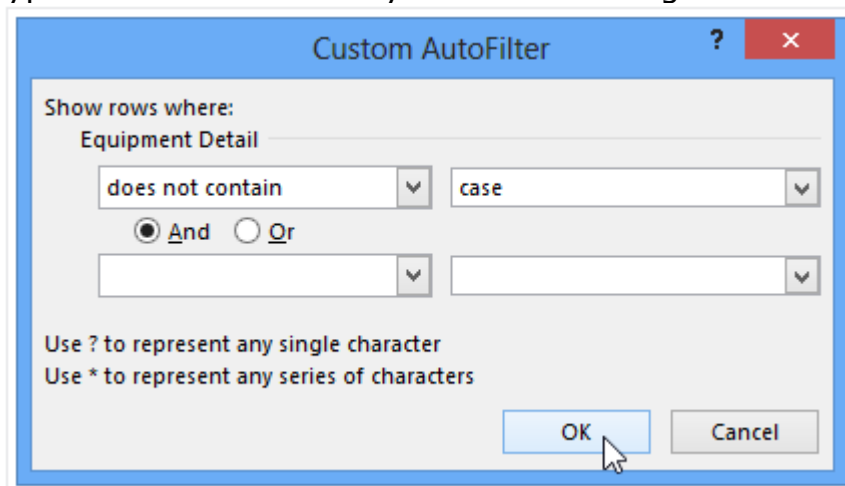 Custom AutoFilter ? ×
Show rows where:
Equipment Detail
does not contain case
And Or
Use ? to represent any single character
Use * to represent any series of characters
OK Cancel